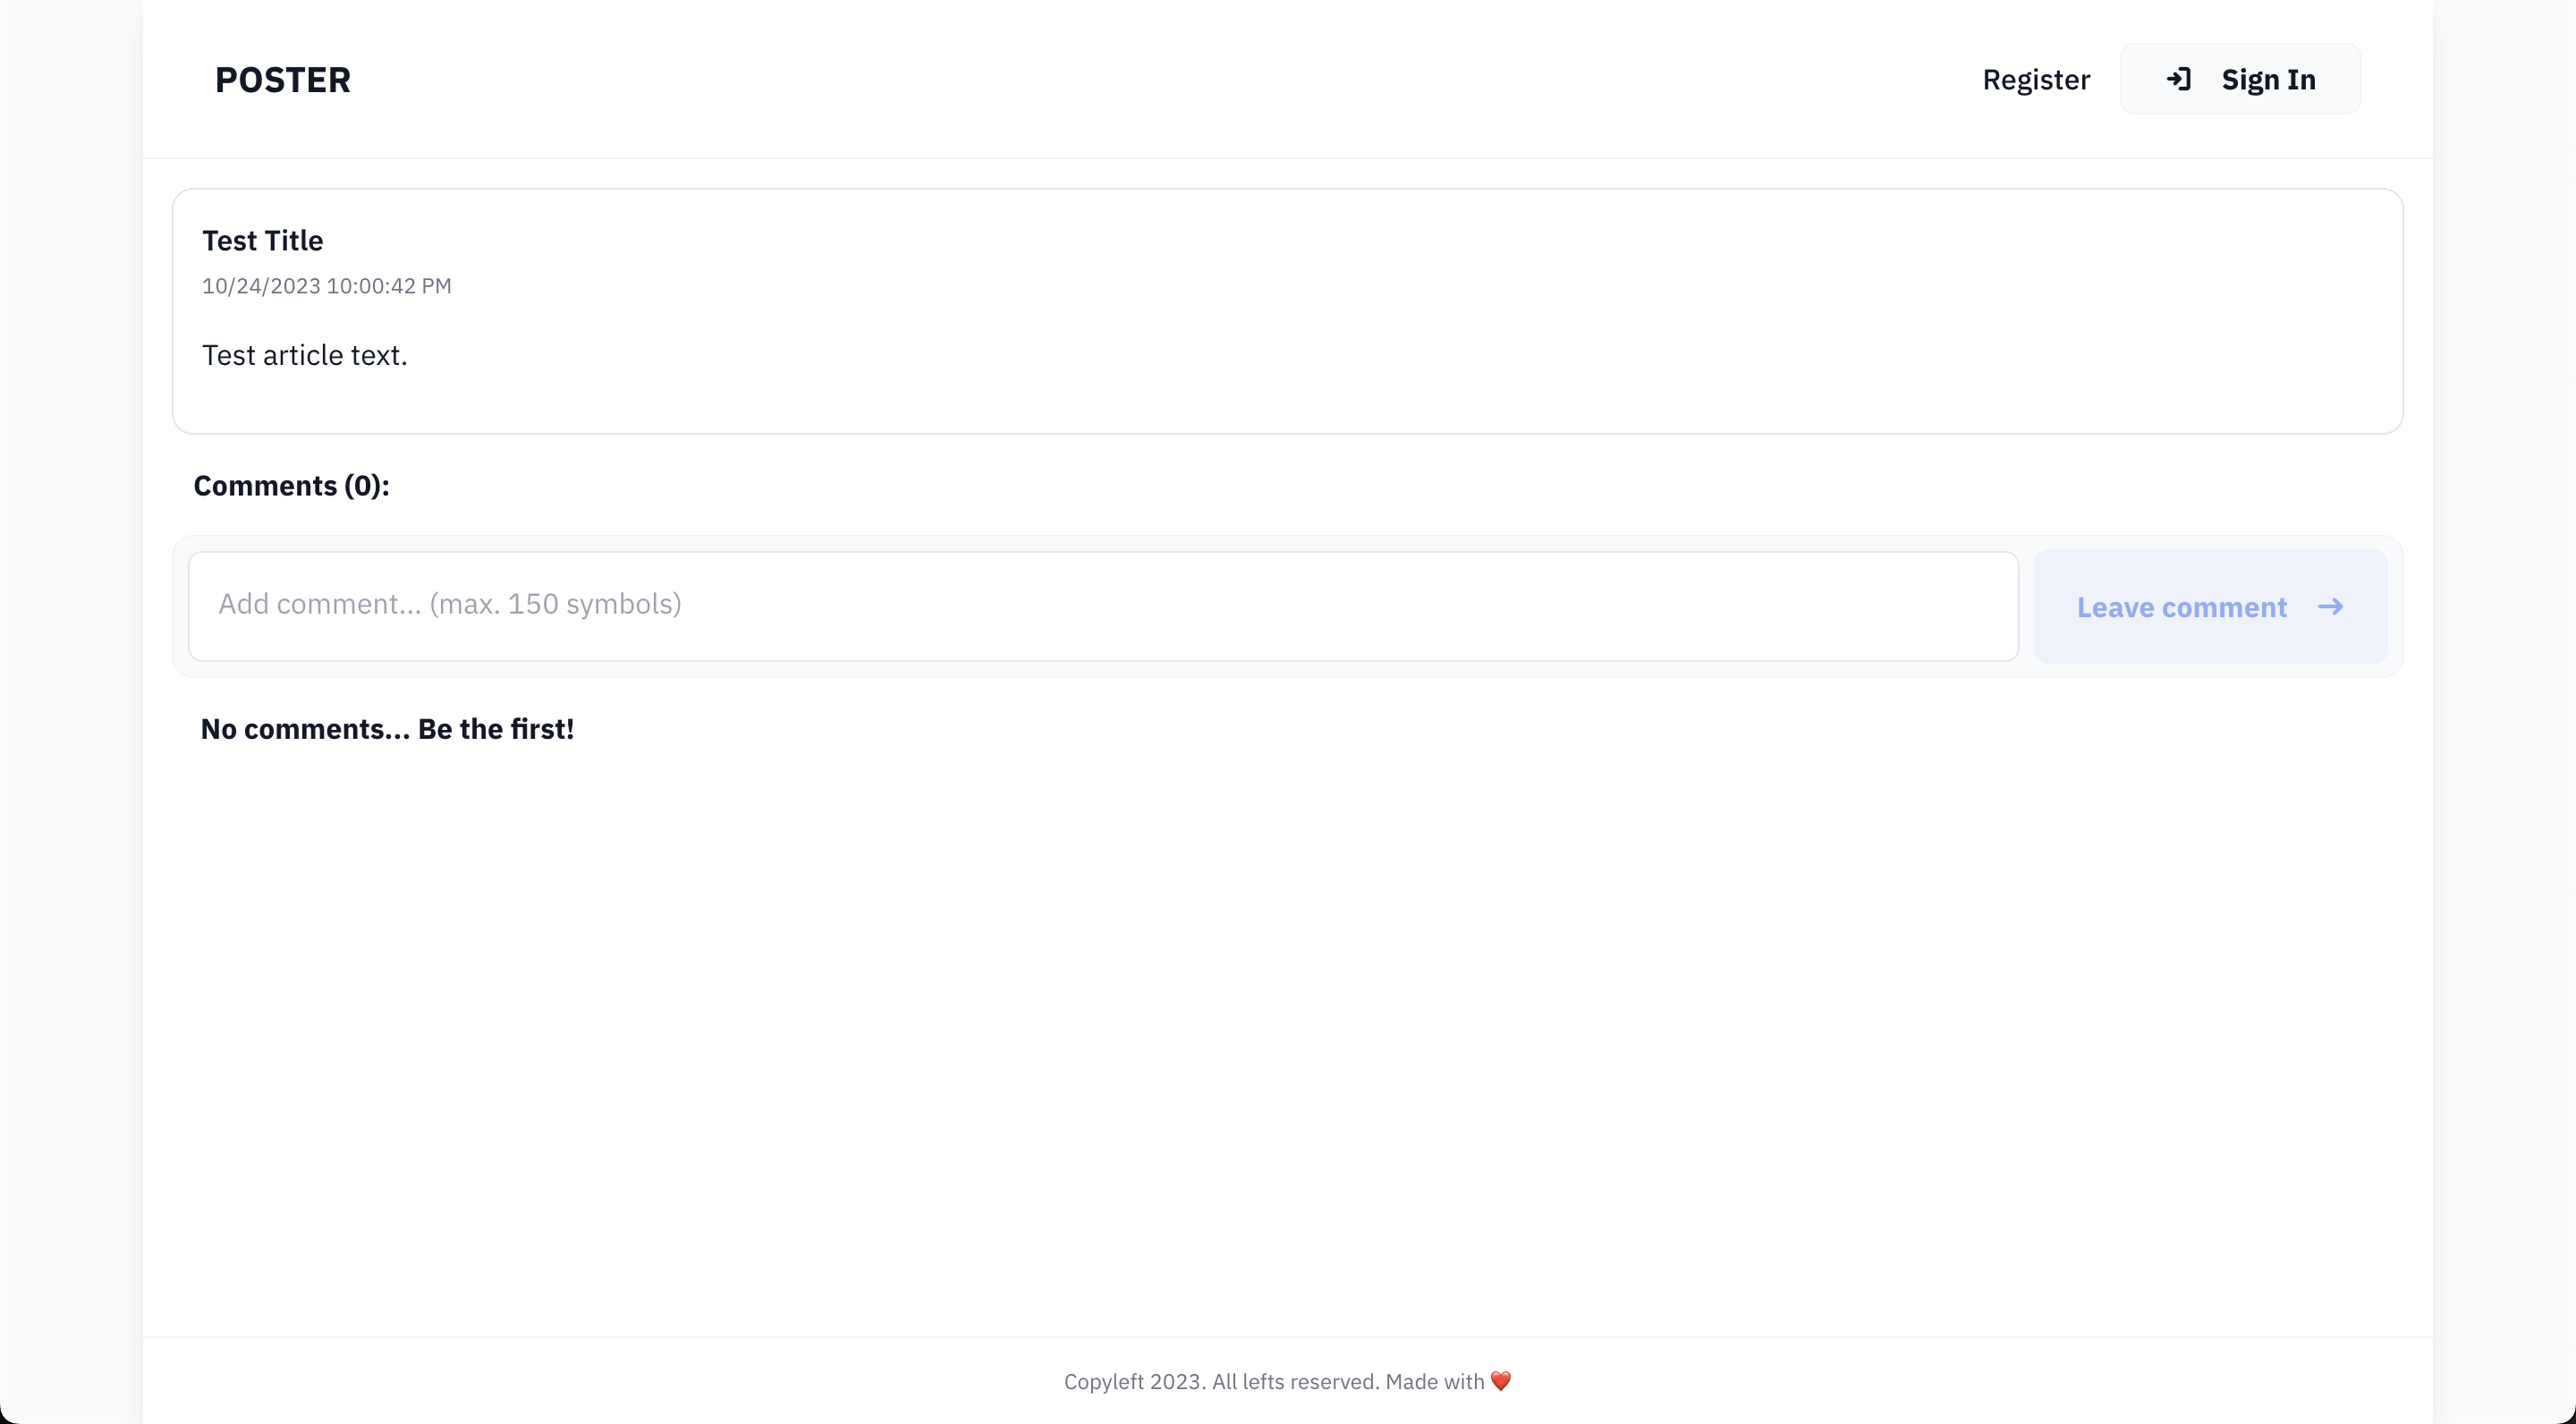 POSTER
Register
Sign In
Test Title
10/24/2023 10:00:42 PM
Test article text.
Comments (0):
Add comment... (max. 150 symbols)
Leave comment →
No comments... Be the first!
Copyleft 2023. All lefts reserved. Made with ❤️